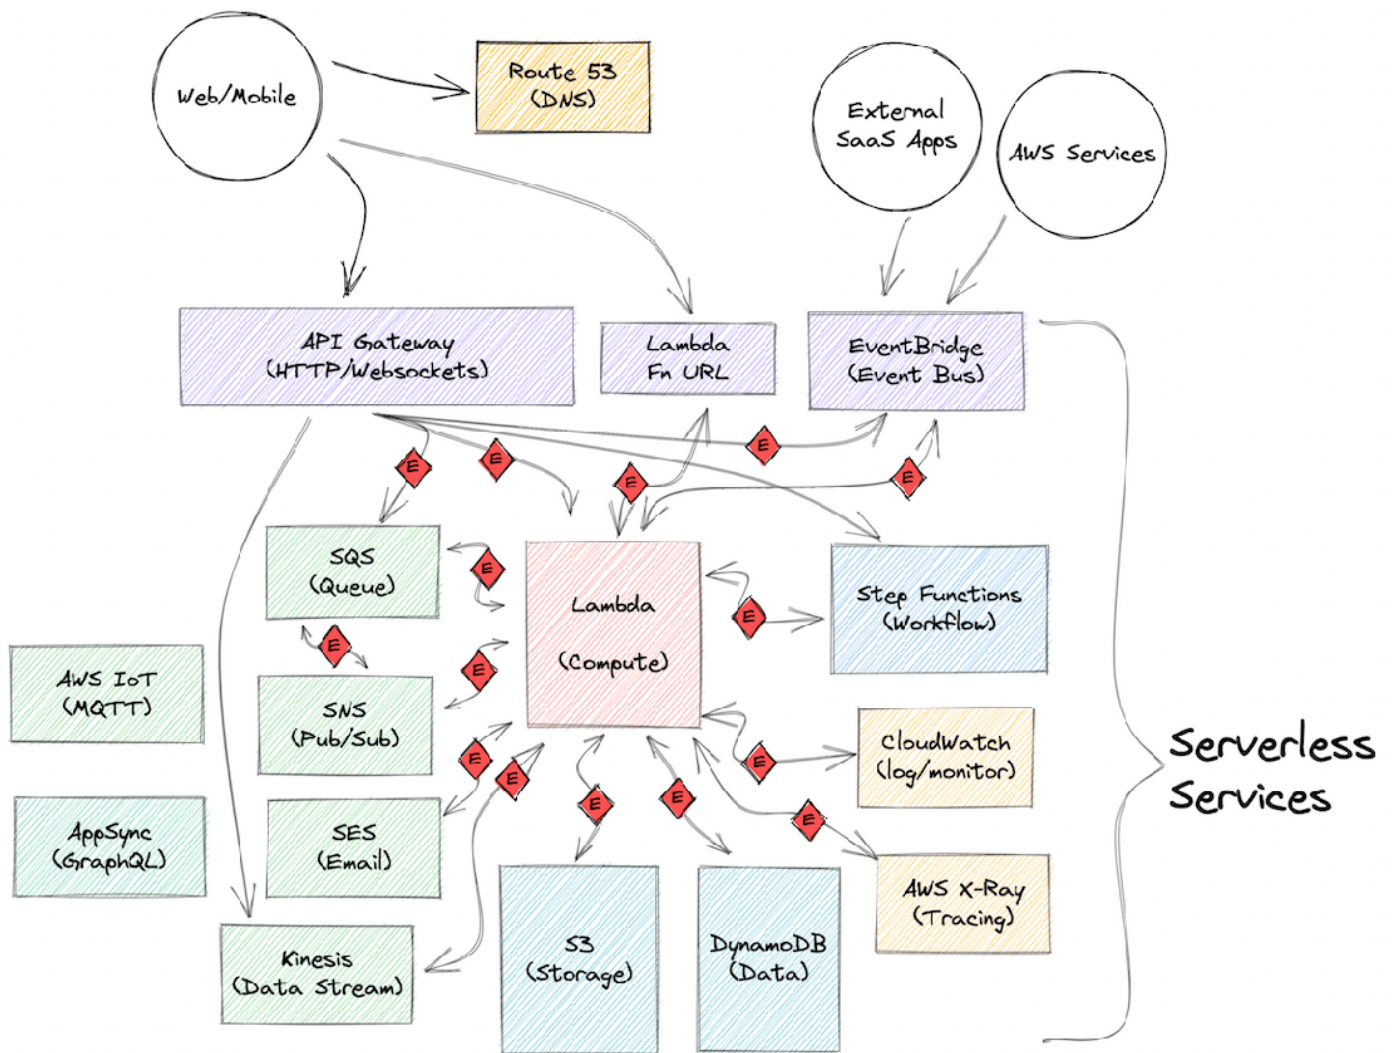 Web/Mobile
Route 53
(DNS)
External
SaaS Apps
AWS Services
API Gateway
(HTTP/Websockets)
Lambda
Fn URL
EventBridge
(Event Bus)
E
E
E
E
E
SQS
(Queue)
E
Lambda
(Compute)
E
Step Functions
(Workflow)
E
E
AWS IoT
(MQTT)
SNS
(Pub/Sub)
CloudWatch
(log/monitor)
Serverless
Services
E
E
E
E
E
E
AppSync
(GraphQL)
SES
(Email)
AWS X-Ray
(Tracing)
Kinesis
(Data Stream)
S3
(Storage)
DynamoDB
(Data)